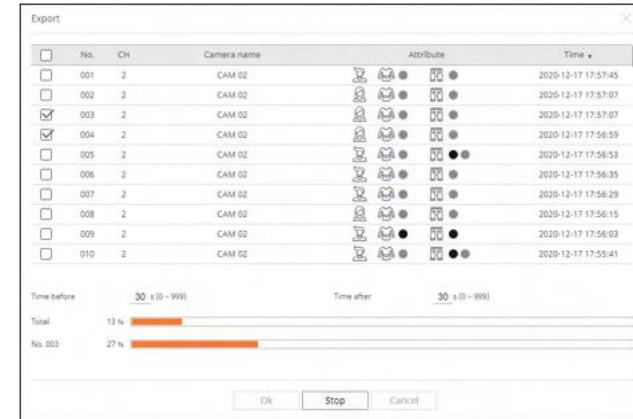 Export
No. CH Camera name Attribute Time
001 2 CAM 02 2020-12-17 17:57:45
002 2 CAM 02 2020-12-17 17:57:07
003 2 CAM 02 2020-12-17 17:57:07
004 2 CAM 02 2020-12-17 17:56:59
005 2 CAM 02 2020-12-17 17:56:53
006 2 CAM 02 2020-12-17 17:56:35
007 2 CAM 02 2020-12-17 17:56:29
008 2 CAM 02 2020-12-17 17:56:15
009 2 CAM 02 2020-12-17 17:56:03
010 2 CAM 02 2020-12-17 17:55:41
Time before 30 s (0 ~ 999) Time after 30 s (0 ~ 999)
Total 13 %
No. 003 27 %
Ok Stop Cancel